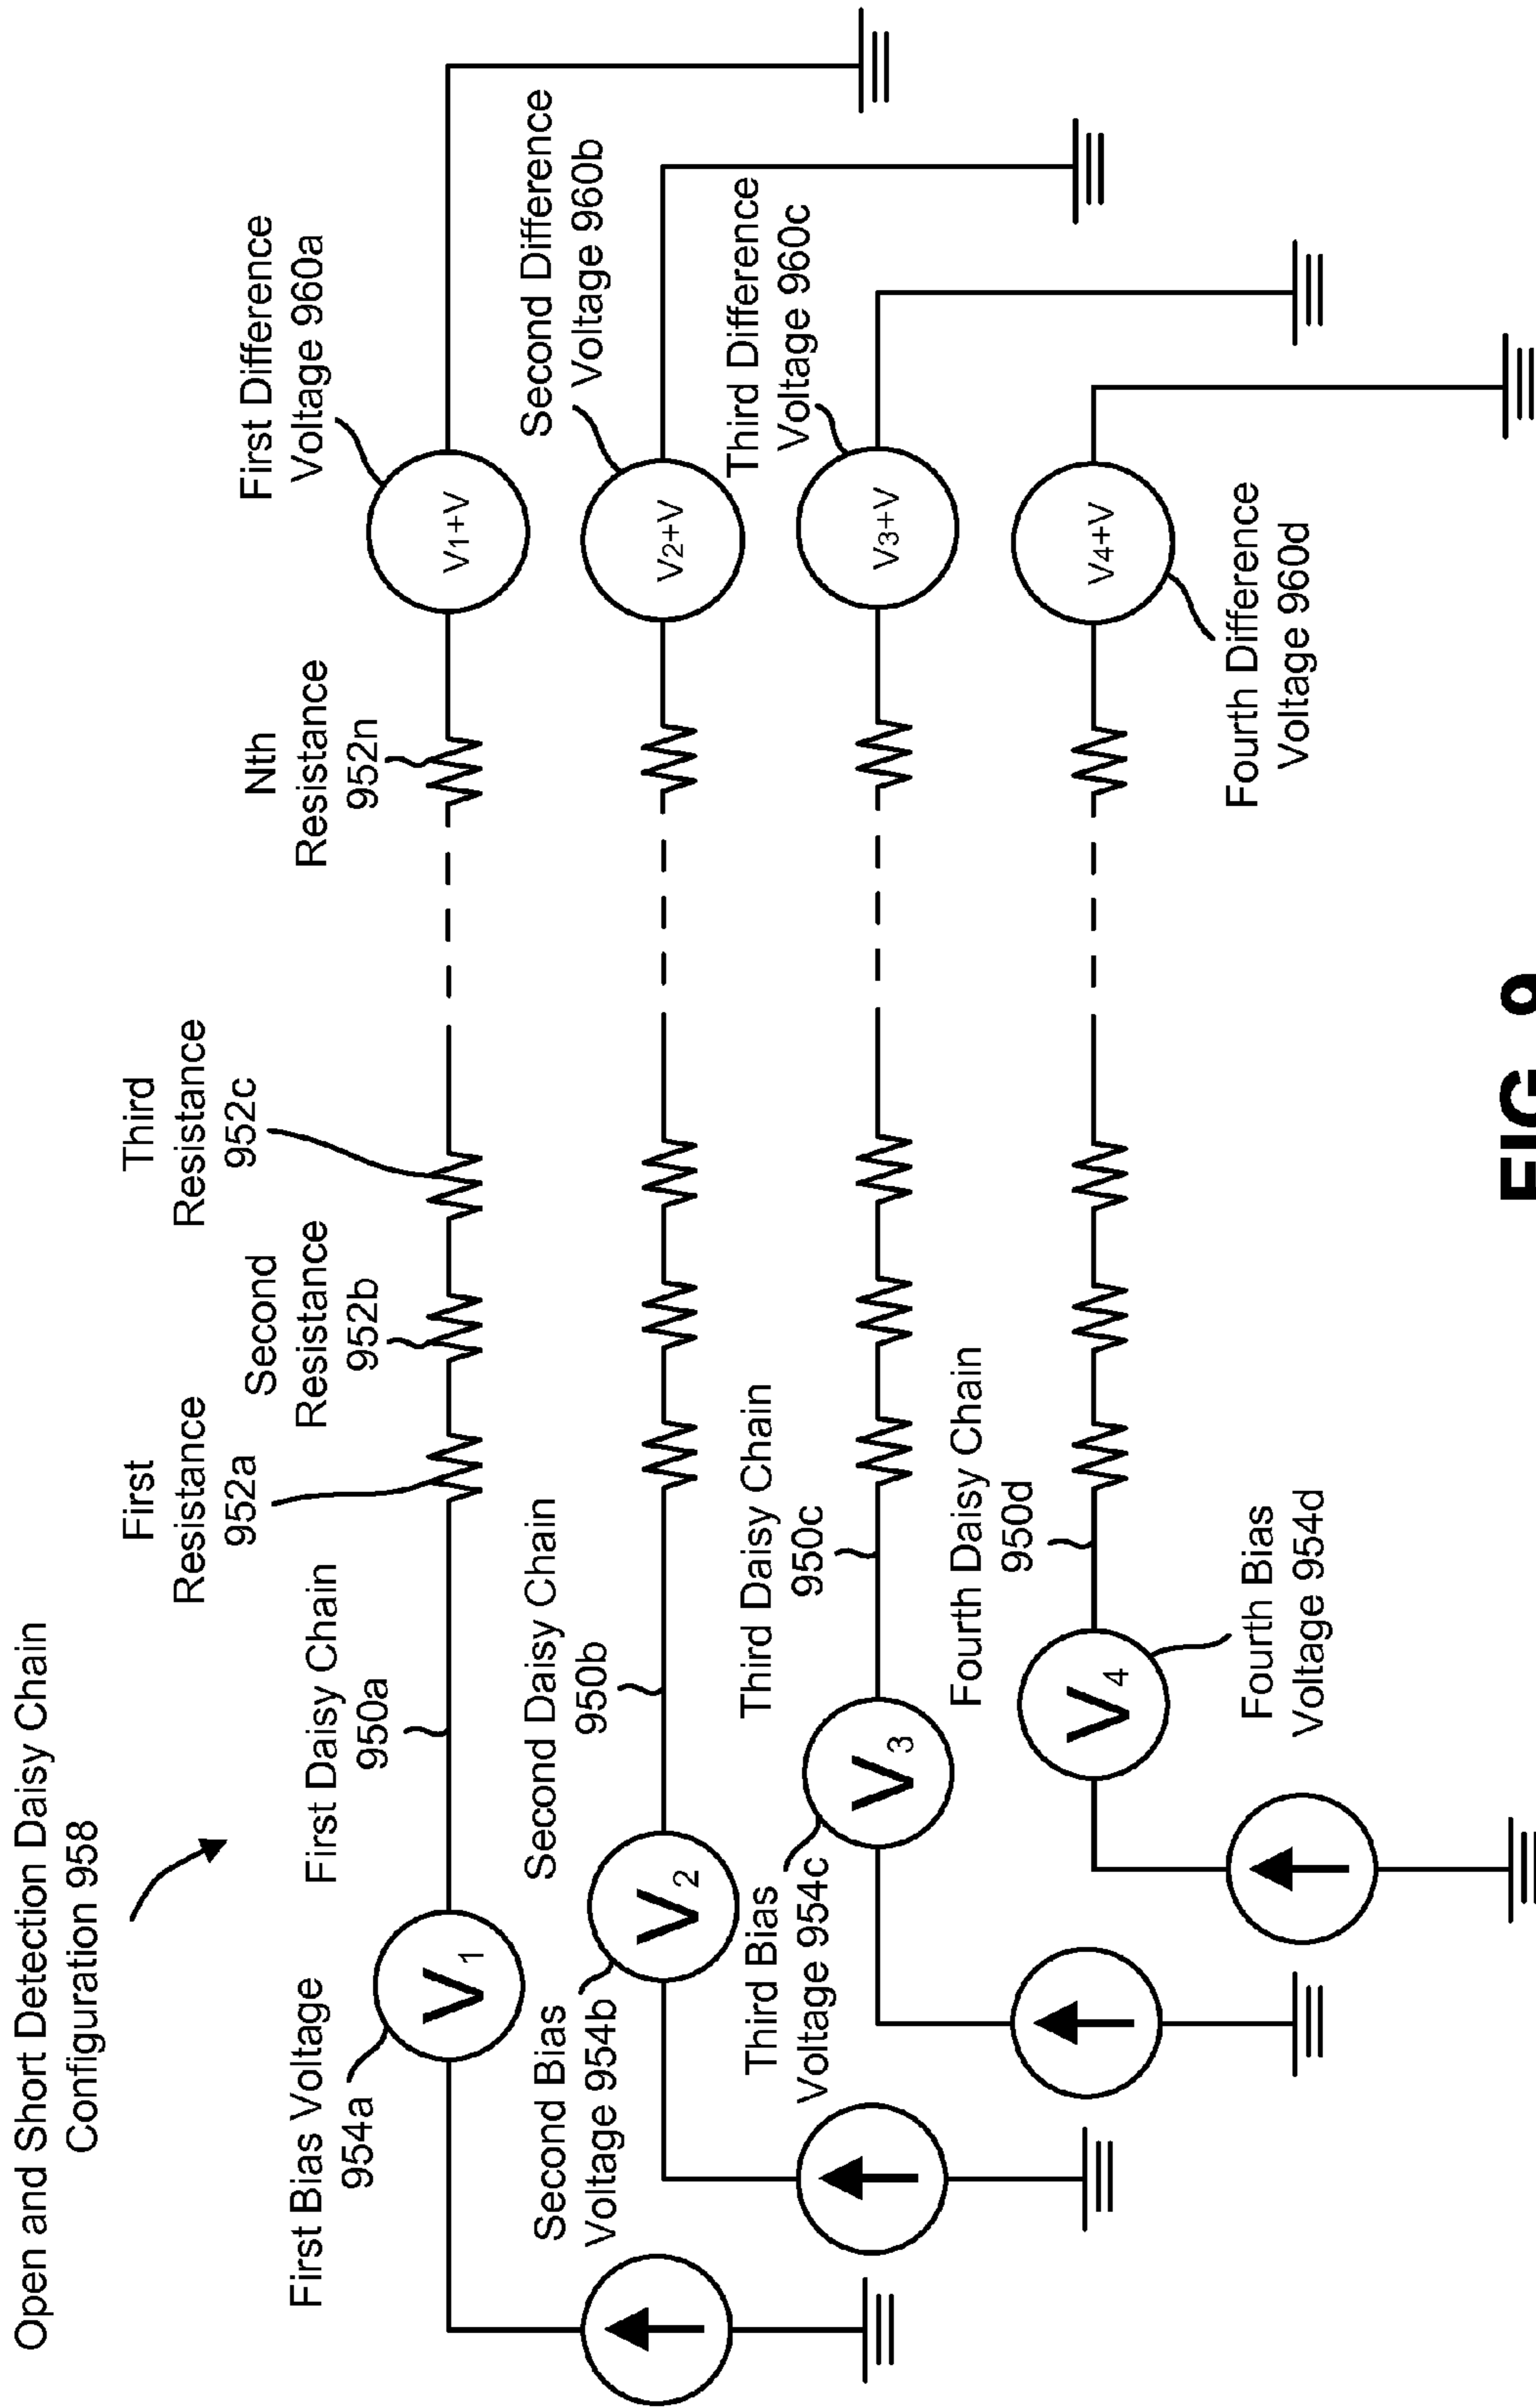 Open and Short Detection Daisy Chain
Configuration 958
First
Resistance
952a
Second
Resistance
952b
Third
Resistance
952c
Nth
Resistance
952n
First Difference
Voltage 960a
First Bias Voltage
954a
First Daisy Chain
950a
V1
V1+V
Second Difference
Voltage 960b
Second Bias
Voltage 954b
Second Daisy Chain
950b
V2
V2+V
Third Difference
Voltage 960c
Third Bias
Voltage 954c
Third Daisy Chain
950c
V3
V3+V
Fourth Daisy Chain
950d
V4
V4+V
Fourth Bias
Voltage 954d
Fourth Difference
Voltage 960d
FIG. 9